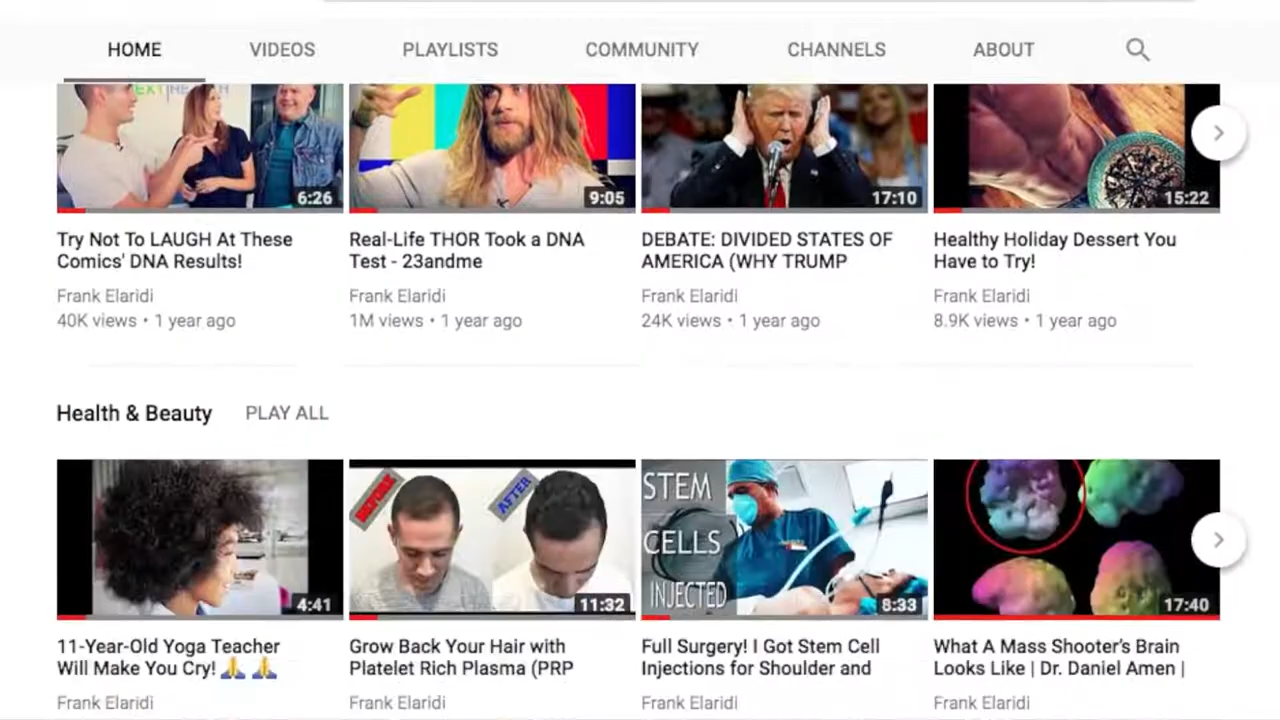 HOME VIDEOS PLAYLISTS COMMUNITY CHANNELS ABOUT
6:26 9:05 17:10 15:22
Try Not To LAUGH At These
Comics' DNA Results!
Frank Elaridi
40K views • 1 year ago
Real-Life THOR Took a DNA
Test - 23andme
Frank Elaridi
1M views • 1 year ago
DEBATE: DIVIDED STATES OF
AMERICA (WHY TRUMP
Frank Elaridi
24K views • 1 year ago
Healthy Holiday Dessert You
Have to Try!
Frank Elaridi
8.9K views • 1 year ago
Health & Beauty PLAY ALL
4:41
BEFORE
AFTER
11:32
STEM
CELLS
INJECTED
8:33
17:40
11-Year-Old Yoga Teacher
Will Make You Cry! 🙏 🙏
Frank Elaridi
Grow Back Your Hair with
Platelet Rich Plasma (PRP
Frank Elaridi
Full Surgery! I Got Stem Cell
Injections for Shoulder and
Frank Elaridi
What A Mass Shooter's Brain
Looks Like | Dr. Daniel Amen |
Frank Elaridi